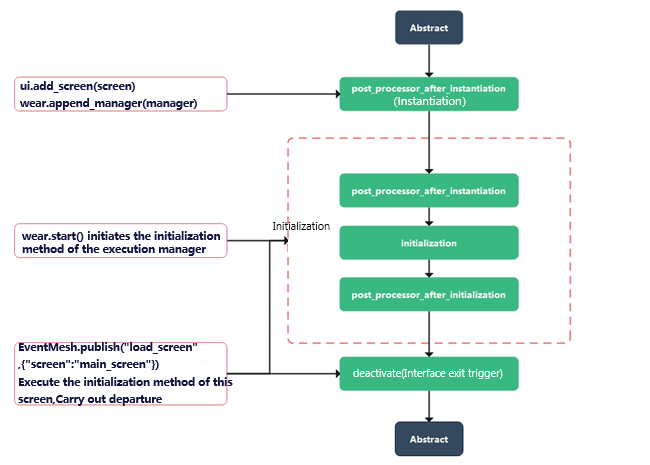 Abstract
ui.add_screen(screen)
wear.append_manager(manager)
post_processor_after_instantiation
(Instantiation)
post_processor_after_instantiation
Initialization
wear.start() initiates the initialization
method of the execution manager
initialization
post_processor_after_initialization
EventMesh.publish("load_screen"
,{"screen":"main_screen"})
Execute the initialization method of this
screen,Carry out departure
deactivate(Interface exit trigger)
Abstract